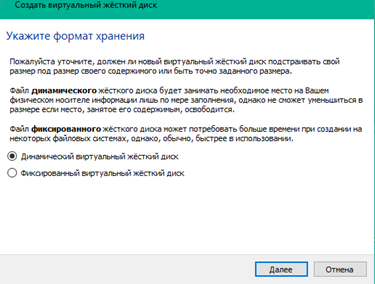 Создать виртуальный жёсткий диск
Укажите формат хранения
Пожалуйста уточните, должен ли новый виртуальный жёсткий диск подстраивать свой
размер под размер своего содержимого или быть точно заданного размера.
Файл динамического жёсткого диска будет занимать необходимое место на Вашем
физическом носителе информации лишь по мере заполнения, однако не сможет уменьшиться в
размере если место, занятое его содержимым, освободится.
Файл фиксированного жёсткого диска может потребовать больше времени при создании на
некоторых файловых системах, однако, обычно, быстрее в использовании.
Динамический виртуальный жёсткий диск
Фиксированный виртуальный жёсткий диск
Далее Отмена